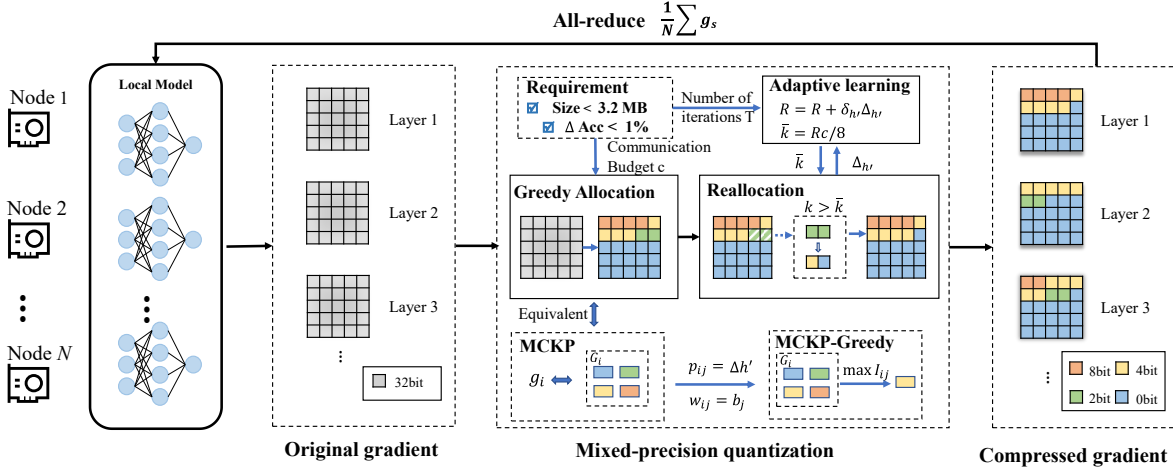 All-reduce 1/N ∑ g_s
Node 1
Node 2
Node N
Local Model
Layer 1
Layer 2
Layer 3
32bit
Original gradient
Requirement
Size < 3.2 MB
Δ Acc < 1%
Number of
iterations T
Adaptive learning
R = R + δ_h′Δ_h′
k̄ = Rc/8
Communication
Budget c
k̄
Δ_h′
Greedy Allocation
Reallocation
k > k̄
Equivalent
MCKP
g_i
G_i
p_ij = Δh′
w_ij = b_j
MCKP-Greedy
G_i
max I_ij
Mixed-precision quantization
Layer 1
Layer 2
Layer 3
8bit
4bit
2bit
0bit
Compressed gradient